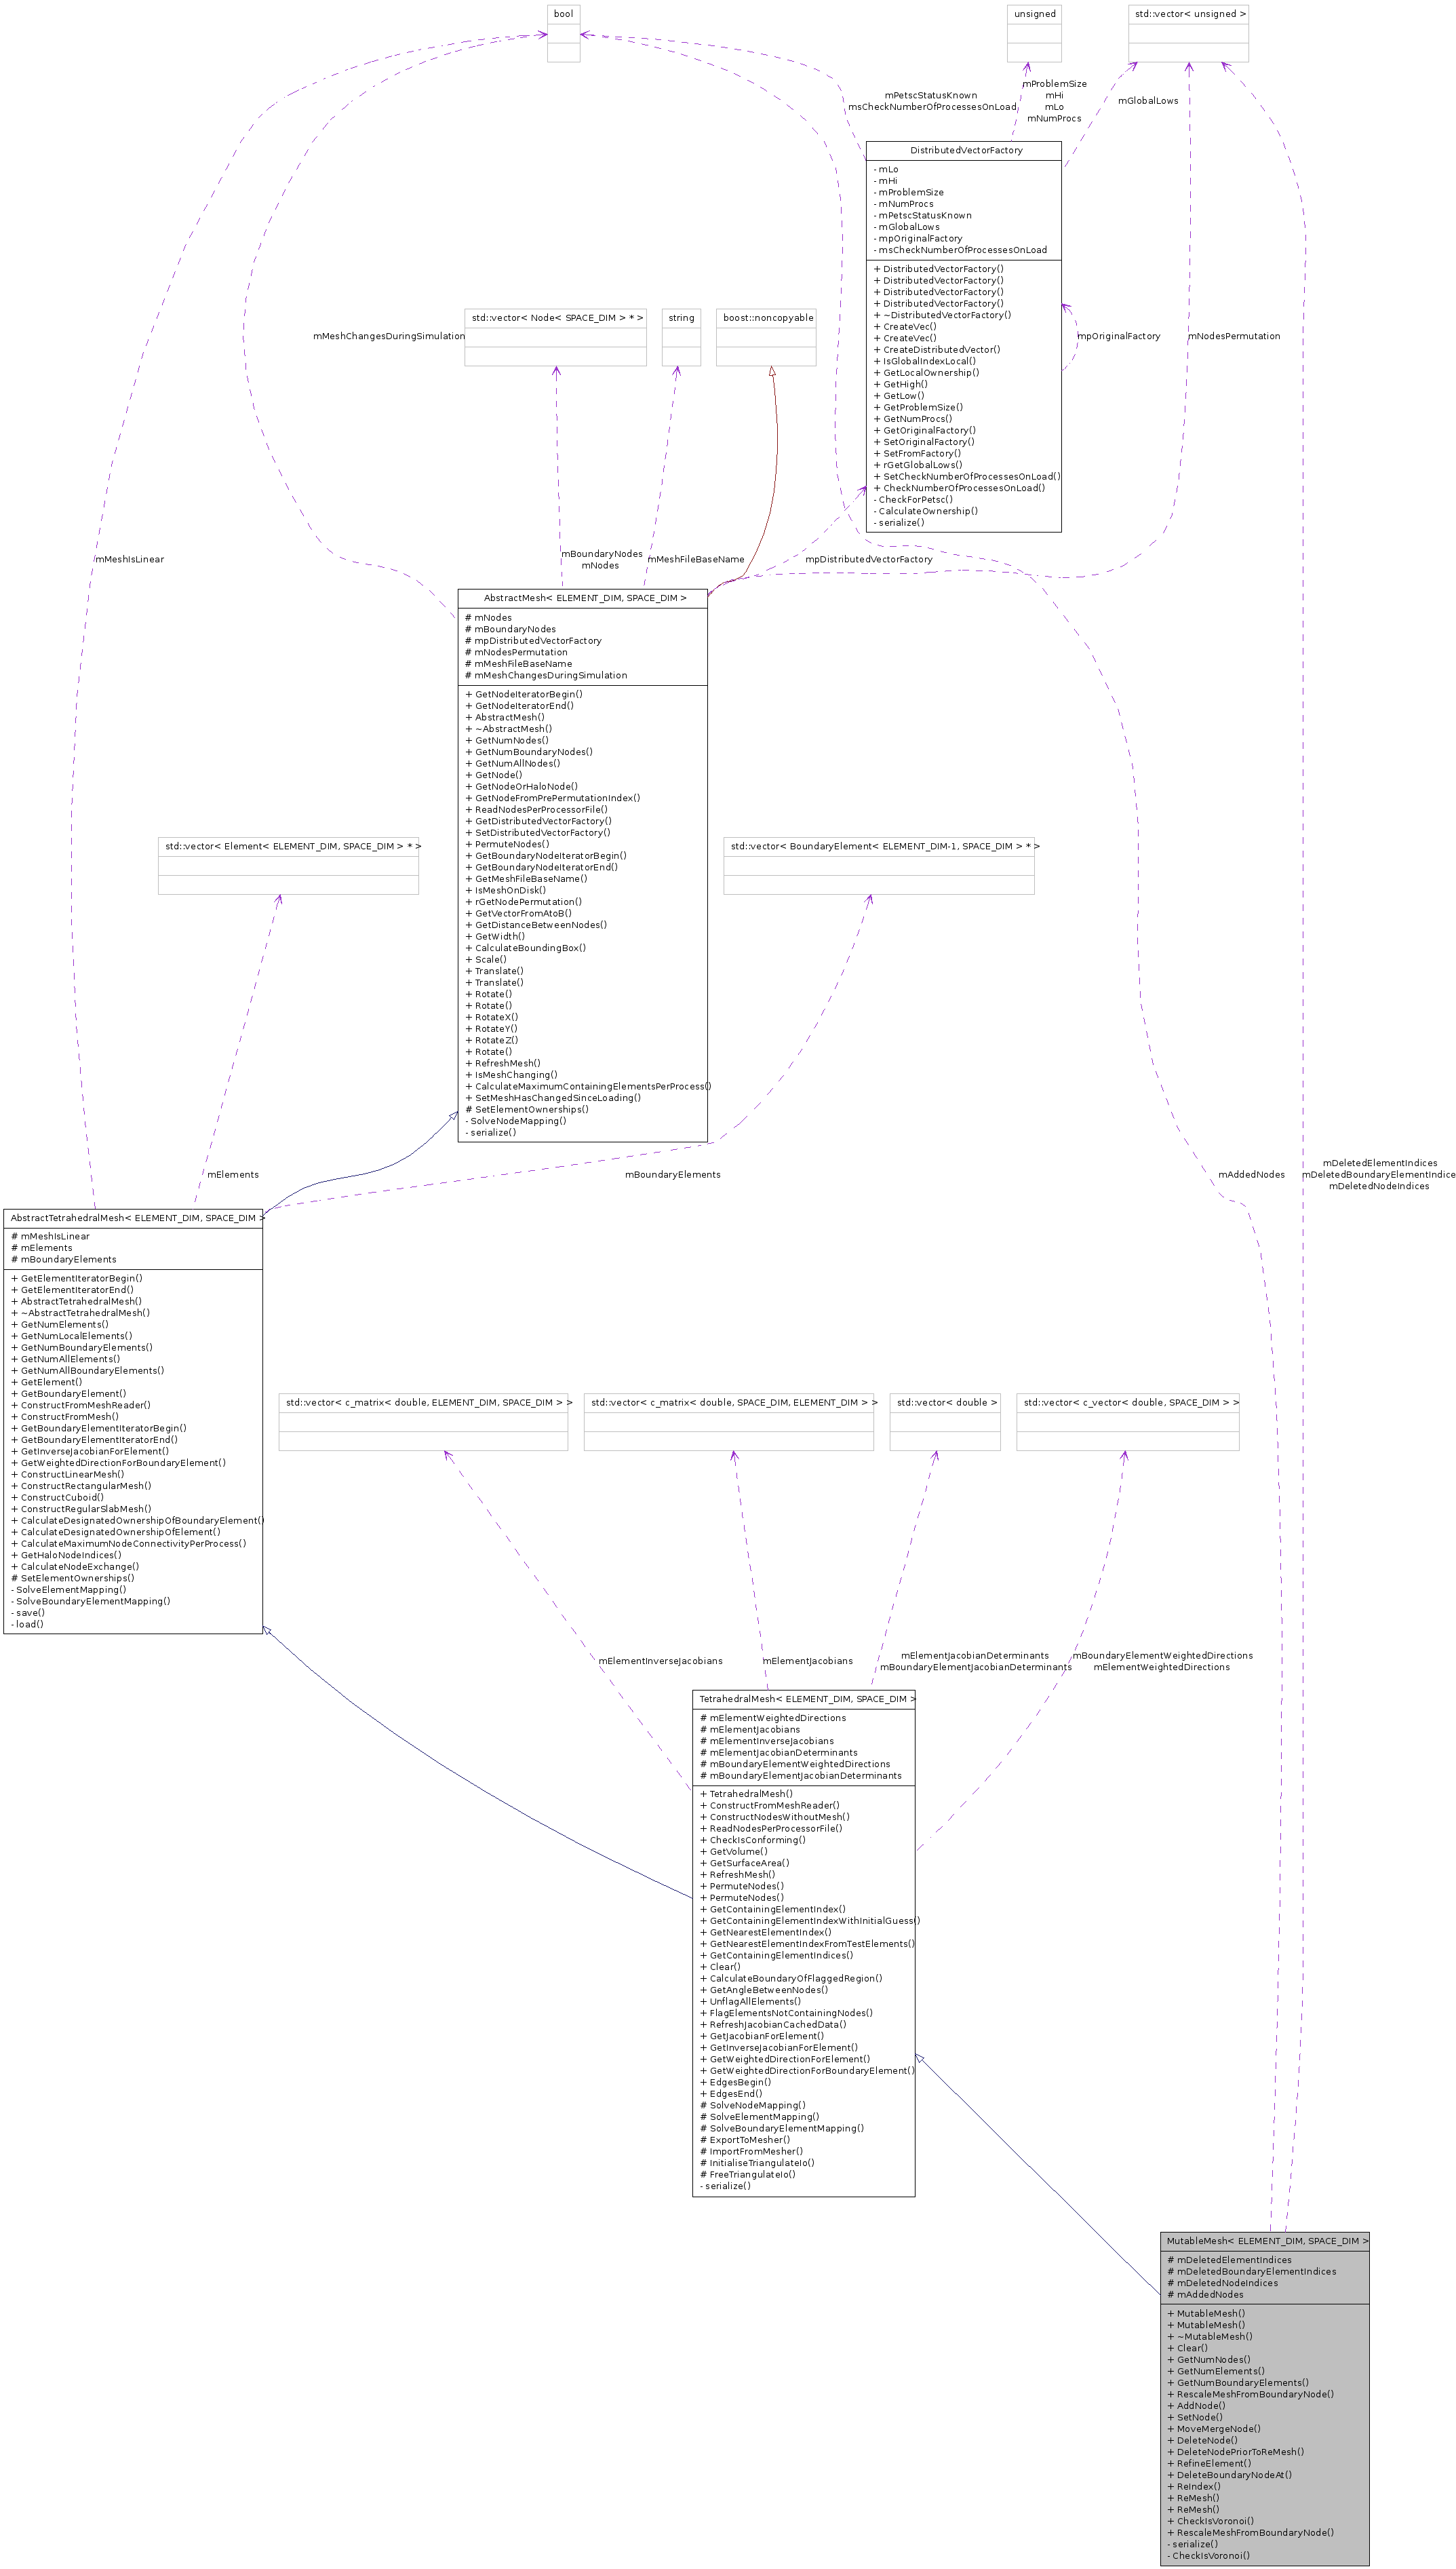 bool
unsigned
std::vector< unsigned >
mPetscStatusKnown
msCheckNumberOfProcessesOnLoad
mProblemSize
mHi
mLo
mNumProcs
mGlobalLows
DistributedVectorFactory
- mLo
- mHi
- mProblemSize
- mNumProcs
- mPetscStatusKnown
- mGlobalLows
- mpOriginalFactory
- msCheckNumberOfProcessesOnLoad
+ DistributedVectorFactory()
+ DistributedVectorFactory()
+ DistributedVectorFactory()
+ DistributedVectorFactory()
+ ~DistributedVectorFactory()
+ CreateVec()
+ CreateVec()
+ CreateDistributedVector()
+ IsGlobalIndexLocal()
+ GetLocalOwnership()
+ GetHigh()
+ GetLow()
+ GetProblemSize()
+ GetNumProcs()
+ GetOriginalFactory()
+ SetOriginalFactory()
+ SetFromFactory()
+ rGetGlobalLows()
+ SetCheckNumberOfProcessesOnLoad()
+ CheckNumberOfProcessesOnLoad()
- CheckForPetsc()
- CalculateOwnership()
- serialize()
std::vector< Node< SPACE_DIM > * >
string
boost::noncopyable
mMeshChangesDuringSimulation
mpOriginalFactory
mNodesPermutation
mMeshIsLinear
mBoundaryNodes
mNodes
mMeshFileBaseName
mpDistributedVectorFactory
AbstractMesh< ELEMENT_DIM, SPACE_DIM >
# mNodes
# mBoundaryNodes
# mpDistributedVectorFactory
# mNodesPermutation
# mMeshFileBaseName
# mMeshChangesDuringSimulation
+ GetNodeIteratorBegin()
+ GetNodeIteratorEnd()
+ AbstractMesh()
+ ~AbstractMesh()
+ GetNumNodes()
+ GetNumBoundaryNodes()
+ GetNumAllNodes()
+ GetNode()
+ GetNodeOrHaloNode()
+ GetNodeFromPrePermutationIndex()
+ ReadNodesPerProcessorFile()
+ GetDistributedVectorFactory()
+ SetDistributedVectorFactory()
+ PermuteNodes()
+ GetBoundaryNodeIteratorBegin()
+ GetBoundaryNodeIteratorEnd()
+ GetMeshFileBaseName()
+ IsMeshOnDisk()
+ rGetNodePermutation()
+ GetVectorFromAtoB()
+ GetDistanceBetweenNodes()
+ GetWidth()
+ CalculateBoundingBox()
+ Scale()
+ Translate()
+ Translate()
+ Rotate()
+ Rotate()
+ RotateX()
+ RotateY()
+ RotateZ()
+ Rotate()
+ RefreshMesh()
+ IsMeshChanging()
+ CalculateMaximumContainingElementsPerProcess()
+ SetMeshHasChangedSinceLoading()
# SetElementOwnerships()
- SolveNodeMapping()
- serialize()
std::vector< Element< ELEMENT_DIM, SPACE_DIM > * >
std::vector< BoundaryElement< ELEMENT_DIM-1, SPACE_DIM > * >
mElements
mBoundaryElements
mAddedNodes
mDeletedElementIndices
mDeletedBoundaryElementIndice
mDeletedNodeIndices
AbstractTetrahedralMesh< ELEMENT_DIM, SPACE_DIM >
# mMeshIsLinear
# mElements
# mBoundaryElements
+ GetElementIteratorBegin()
+ GetElementIteratorEnd()
+ AbstractTetrahedralMesh()
+ ~AbstractTetrahedralMesh()
+ GetNumElements()
+ GetNumLocalElements()
+ GetNumBoundaryElements()
+ GetNumAllElements()
+ GetNumAllBoundaryElements()
+ GetElement()
+ GetBoundaryElement()
+ ConstructFromMeshReader()
+ ConstructFromMesh()
+ GetBoundaryElementIteratorBegin()
+ GetBoundaryElementIteratorEnd()
+ GetInverseJacobianForElement()
+ GetWeightedDirectionForBoundaryElement()
+ ConstructLinearMesh()
+ ConstructRectangularMesh()
+ ConstructCuboid()
+ ConstructRegularSlabMesh()
+ CalculateDesignatedOwnershipOfBoundaryElement()
+ CalculateDesignatedOwnershipOfElement()
+ CalculateMaximumNodeConnectivityPerProcess()
+ GetHaloNodeIndices()
+ CalculateNodeExchange()
# SetElementOwnerships()
- SolveElementMapping()
- SolveBoundaryElementMapping()
- save()
- load()
std::vector< c_matrix< double, ELEMENT_DIM, SPACE_DIM > >
std::vector< c_matrix< double, SPACE_DIM, ELEMENT_DIM > >
std::vector< double >
std::vector< c_vector< double, SPACE_DIM > >
mElementInverseJacobians
mElementJacobians
mElementJacobianDeterminants
mBoundaryElementJacobianDeterminants
mBoundaryElementWeightedDirections
mElementWeightedDirections
TetrahedralMesh< ELEMENT_DIM, SPACE_DIM >
# mElementWeightedDirections
# mElementJacobians
# mElementInverseJacobians
# mElementJacobianDeterminants
# mBoundaryElementWeightedDirections
# mBoundaryElementJacobianDeterminants
+ TetrahedralMesh()
+ ConstructFromMeshReader()
+ ConstructNodesWithoutMesh()
+ ReadNodesPerProcessorFile()
+ CheckIsConforming()
+ GetVolume()
+ GetSurfaceArea()
+ RefreshMesh()
+ PermuteNodes()
+ PermuteNodes()
+ GetContainingElementIndex()
+ GetContainingElementIndexWithInitialGuess()
+ GetNearestElementIndex()
+ GetNearestElementIndexFromTestElements()
+ GetContainingElementIndices()
+ Clear()
+ CalculateBoundaryOfFlaggedRegion()
+ GetAngleBetweenNodes()
+ UnflagAllElements()
+ FlagElementsNotContainingNodes()
+ RefreshJacobianCachedData()
+ GetJacobianForElement()
+ GetInverseJacobianForElement()
+ GetWeightedDirectionForElement()
+ GetWeightedDirectionForBoundaryElement()
+ EdgesBegin()
+ EdgesEnd()
# SolveNodeMapping()
# SolveElementMapping()
# SolveBoundaryElementMapping()
# ExportToMesher()
# ImportFromMesher()
# InitialiseTriangulateIo()
# FreeTriangulateIo()
- serialize()
MutableMesh< ELEMENT_DIM, SPACE_DIM >
# mDeletedElementIndices
# mDeletedBoundaryElementIndices
# mDeletedNodeIndices
# mAddedNodes
+ MutableMesh()
+ MutableMesh()
+ ~MutableMesh()
+ Clear()
+ GetNumNodes()
+ GetNumElements()
+ GetNumBoundaryElements()
+ RescaleMeshFromBoundaryNode()
+ AddNode()
+ SetNode()
+ MoveMergeNode()
+ DeleteNode()
+ DeleteNodePriorToReMesh()
+ RefineElement()
+ DeleteBoundaryNodeAt()
+ ReIndex()
+ ReMesh()
+ ReMesh()
+ CheckIsVoronoi()
+ RescaleMeshFromBoundaryNode()
- serialize()
- CheckIsVoronoi()